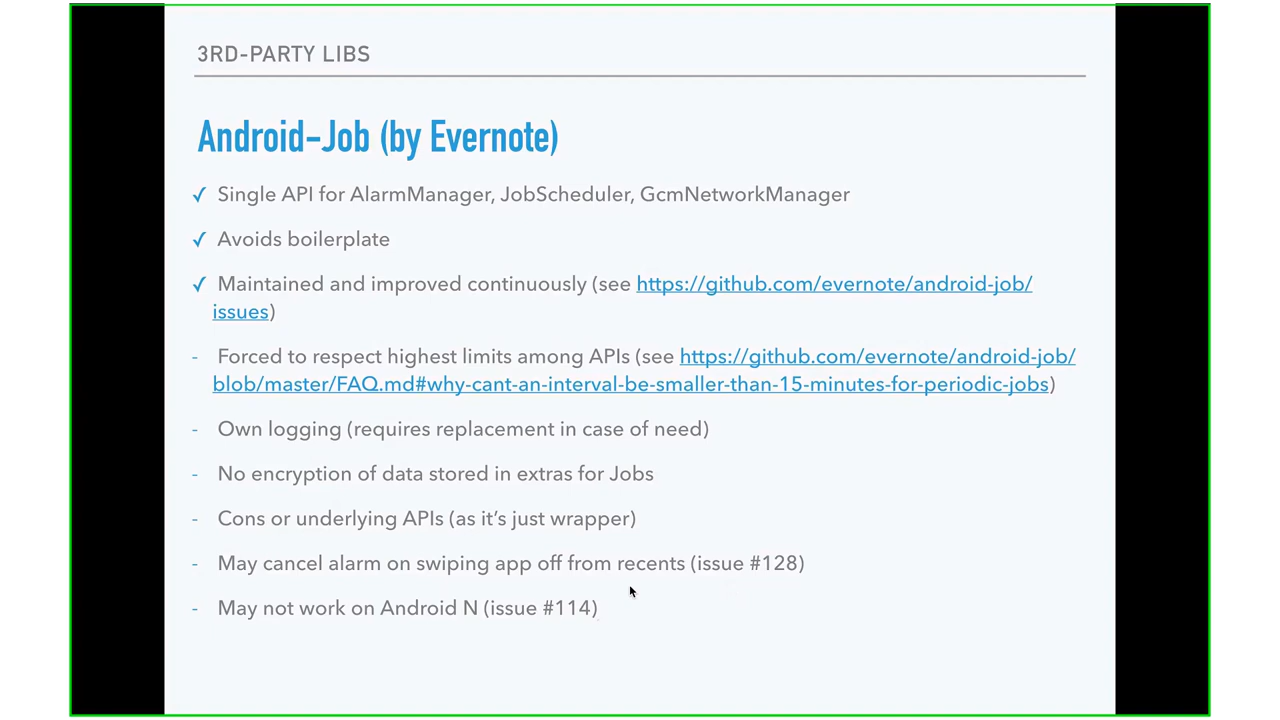 3RD-PARTY LIBS
Android-Job (by Evernote)
✓ Single API for AlarmManager, JobScheduler, GcmNetworkManager
✓ Avoids boilerplate
✓ Maintained and improved continuously (see https://github.com/evernote/android-job/
issues)
- Forced to respect highest limits among APIs (see https://github.com/evernote/android-job/
blob/master/FAQ.md#why-cant-an-interval-be-smaller-than-15-minutes-for-periodic-jobs)
- Own logging (requires replacement in case of need)
- No encryption of data stored in extras for Jobs
- Cons or underlying APIs (as it's just wrapper)
- May cancel alarm on swiping app off from recents (issue #128)
- May not work on Android N (issue #114)